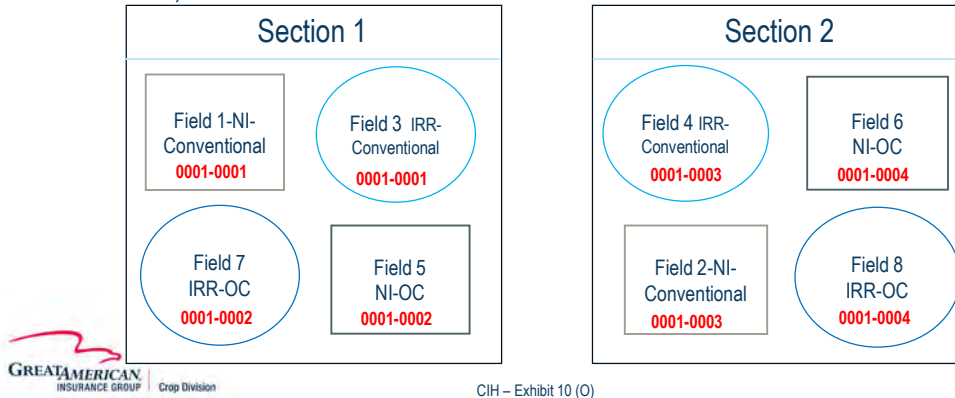 Section 1
Field 1-NI-
Conventional
0001-0001
Field 3 IRR-
Conventional
0001-0001
Field 7
IRR-OC
0001-0002
Field 5
NI-OC
0001-0002
Section 2
Field 4 IRR-
Conventional
0001-0003
Field 6
NI-OC
0001-0004
Field 2-NI-
Conventional
0001-0003
Field 8
IRR-OC
0001-0004
GREATAMERICAN.
INSURANCE GROUP Crop Division
CIH – Exhibit 10 (O)